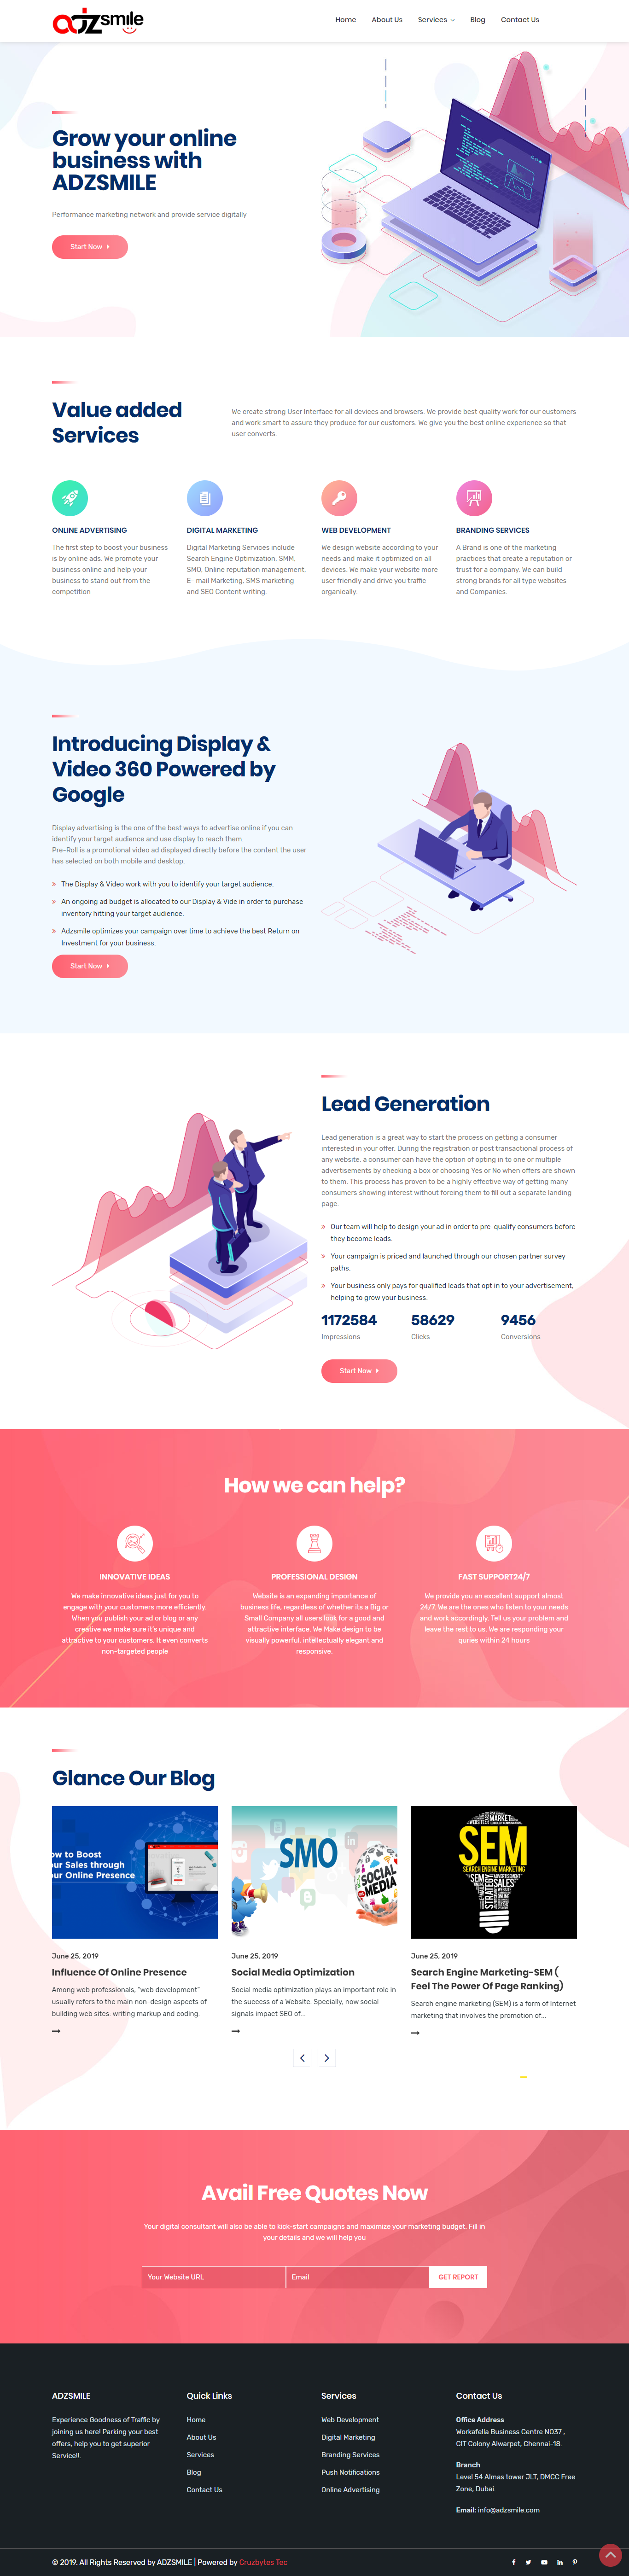 adzsmile
Home About Us Services Blog Contact Us
Grow your online
business with
ADZSMILE
Performance marketing network and provide service digitally
Start Now
Value added
Services
We create strong User Interface for all devices and browsers. We provide best quality work for our customers
and work smart to assure they produce for our customers. We give you the best online experience so that
user converts.
ONLINE ADVERTISING
The first step to boost your business
is by online ads. We promote your
business online and help your
business to stand out from the
competition
DIGITAL MARKETING
Digital Marketing Services include
Search Engine Optimization, SMM,
SMO, Online reputation management,
E- mail Marketing, SMS marketing
and SEO Content writing.
WEB DEVELOPMENT
We design website according to your
needs and make it optimized on all
devices. We make your website more
user friendly and drive you traffic
organically.
BRANDING SERVICES
A Brand is one of the marketing
practices that create a reputation or
trust for a company. We can build
strong brands for all type websites
and Companies.
Introducing Display &
Video 360 Powered by
Google
Display advertising is the one of the best ways to advertise online if you can
identify your target audience and use display to reach them.
Pre-Roll is a promotional video ad displayed directly before the content the user
has selected on both mobile and desktop.
The Display & Video work with you to identify your target audience.
An ongoing ad budget is allocated to our Display & Vide in order to purchase
inventory hitting your target audience.
Adzsmile optimizes your campaign over time to achieve the best Return on
Investment for your business.
Start Now
Lead Generation
Lead generation is a great way to start the process on getting a consumer
interested in your offer. During the registration or post transactional process of
any website, a consumer can have the option of opting in to one or multiple
advertisements by checking a box or choosing Yes or No when offers are shown
to them. This process has proven to be a highly effective way of getting many
consumers showing interest without forcing them to fill out a separate landing
page.
Our team will help to design your ad in order to pre-qualify consumers before
they become leads.
Your campaign is priced and launched through our chosen partner survey
paths.
Your business only pays for qualified leads that opt in to your advertisement,
helping to grow your business.
1172584 58629 9456
Impressions Clicks Conversions
Start Now
How we can help?
INNOVATIVE IDEAS
We make innovative ideas just for you to
engage with your customers more efficiently.
When you publish your ad or blog or any
creative we make sure it's unique and
attractive to your customers. It even converts
non-targeted people
PROFESSIONAL DESIGN
Website is an expanding importance of
business life, regardless of whether its a Big or
Small Company all users look for a good and
attractive interface. We Make design to be
visually powerful, intellectually elegant and
responsive.
FAST SUPPORT24/7
We provide you an excellent support almost
24/7. We are the ones who listen to your needs
and work accordingly. Tell us your problem and
leave the rest to us. We are responding your
quries within 24 hours
Glance Our Blog
ow to Boost
ur Sales through
ur Online Presence
SMO
SOCIAL
MEDIA
in
MARKET
SEM
SEARCH ENGINE MARKETING
STRATEGY
SALES
June 25, 2019
Influence Of Online Presence
Among web professionals, "web development"
usually refers to the main non-design aspects of
building web sites: writing markup and coding.
June 25, 2019
Social Media Optimization
Social media optimization plays an important role in
the success of a Website. Specially, now social
signals impact SEO of...
June 25, 2019
Search Engine Marketing-SEM (
Feel The Power Of Page Ranking)
Search engine marketing (SEM) is a form of Internet
marketing that involves the promotion of...
Avail Free Quotes Now
Your digital consultant will also be able to kick-start campaigns and maximize your marketing budget. Fill in
your details and we will help you
Your Website URL Email GET REPORT
ADZSMILE
Experience Goodness of Traffic by
joining us here! Parking your best
offers, help you to get superior
Service!!.
Quick Links
Home
About Us
Services
Blog
Contact Us
Services
Web Development
Digital Marketing
Branding Services
Push Notifications
Online Advertising
Contact Us
Office Address
Workafella Business Centre NO37 ,
CIT Colony Alwarpet, Chennai-18.
Branch
Level 54 Almas tower JLT, DMCC Free
Zone, Dubai.
Email: info@adzsmile.com
© 2019. All Rights Reserved by ADZSMILE | Powered by Cruzbytes Tec